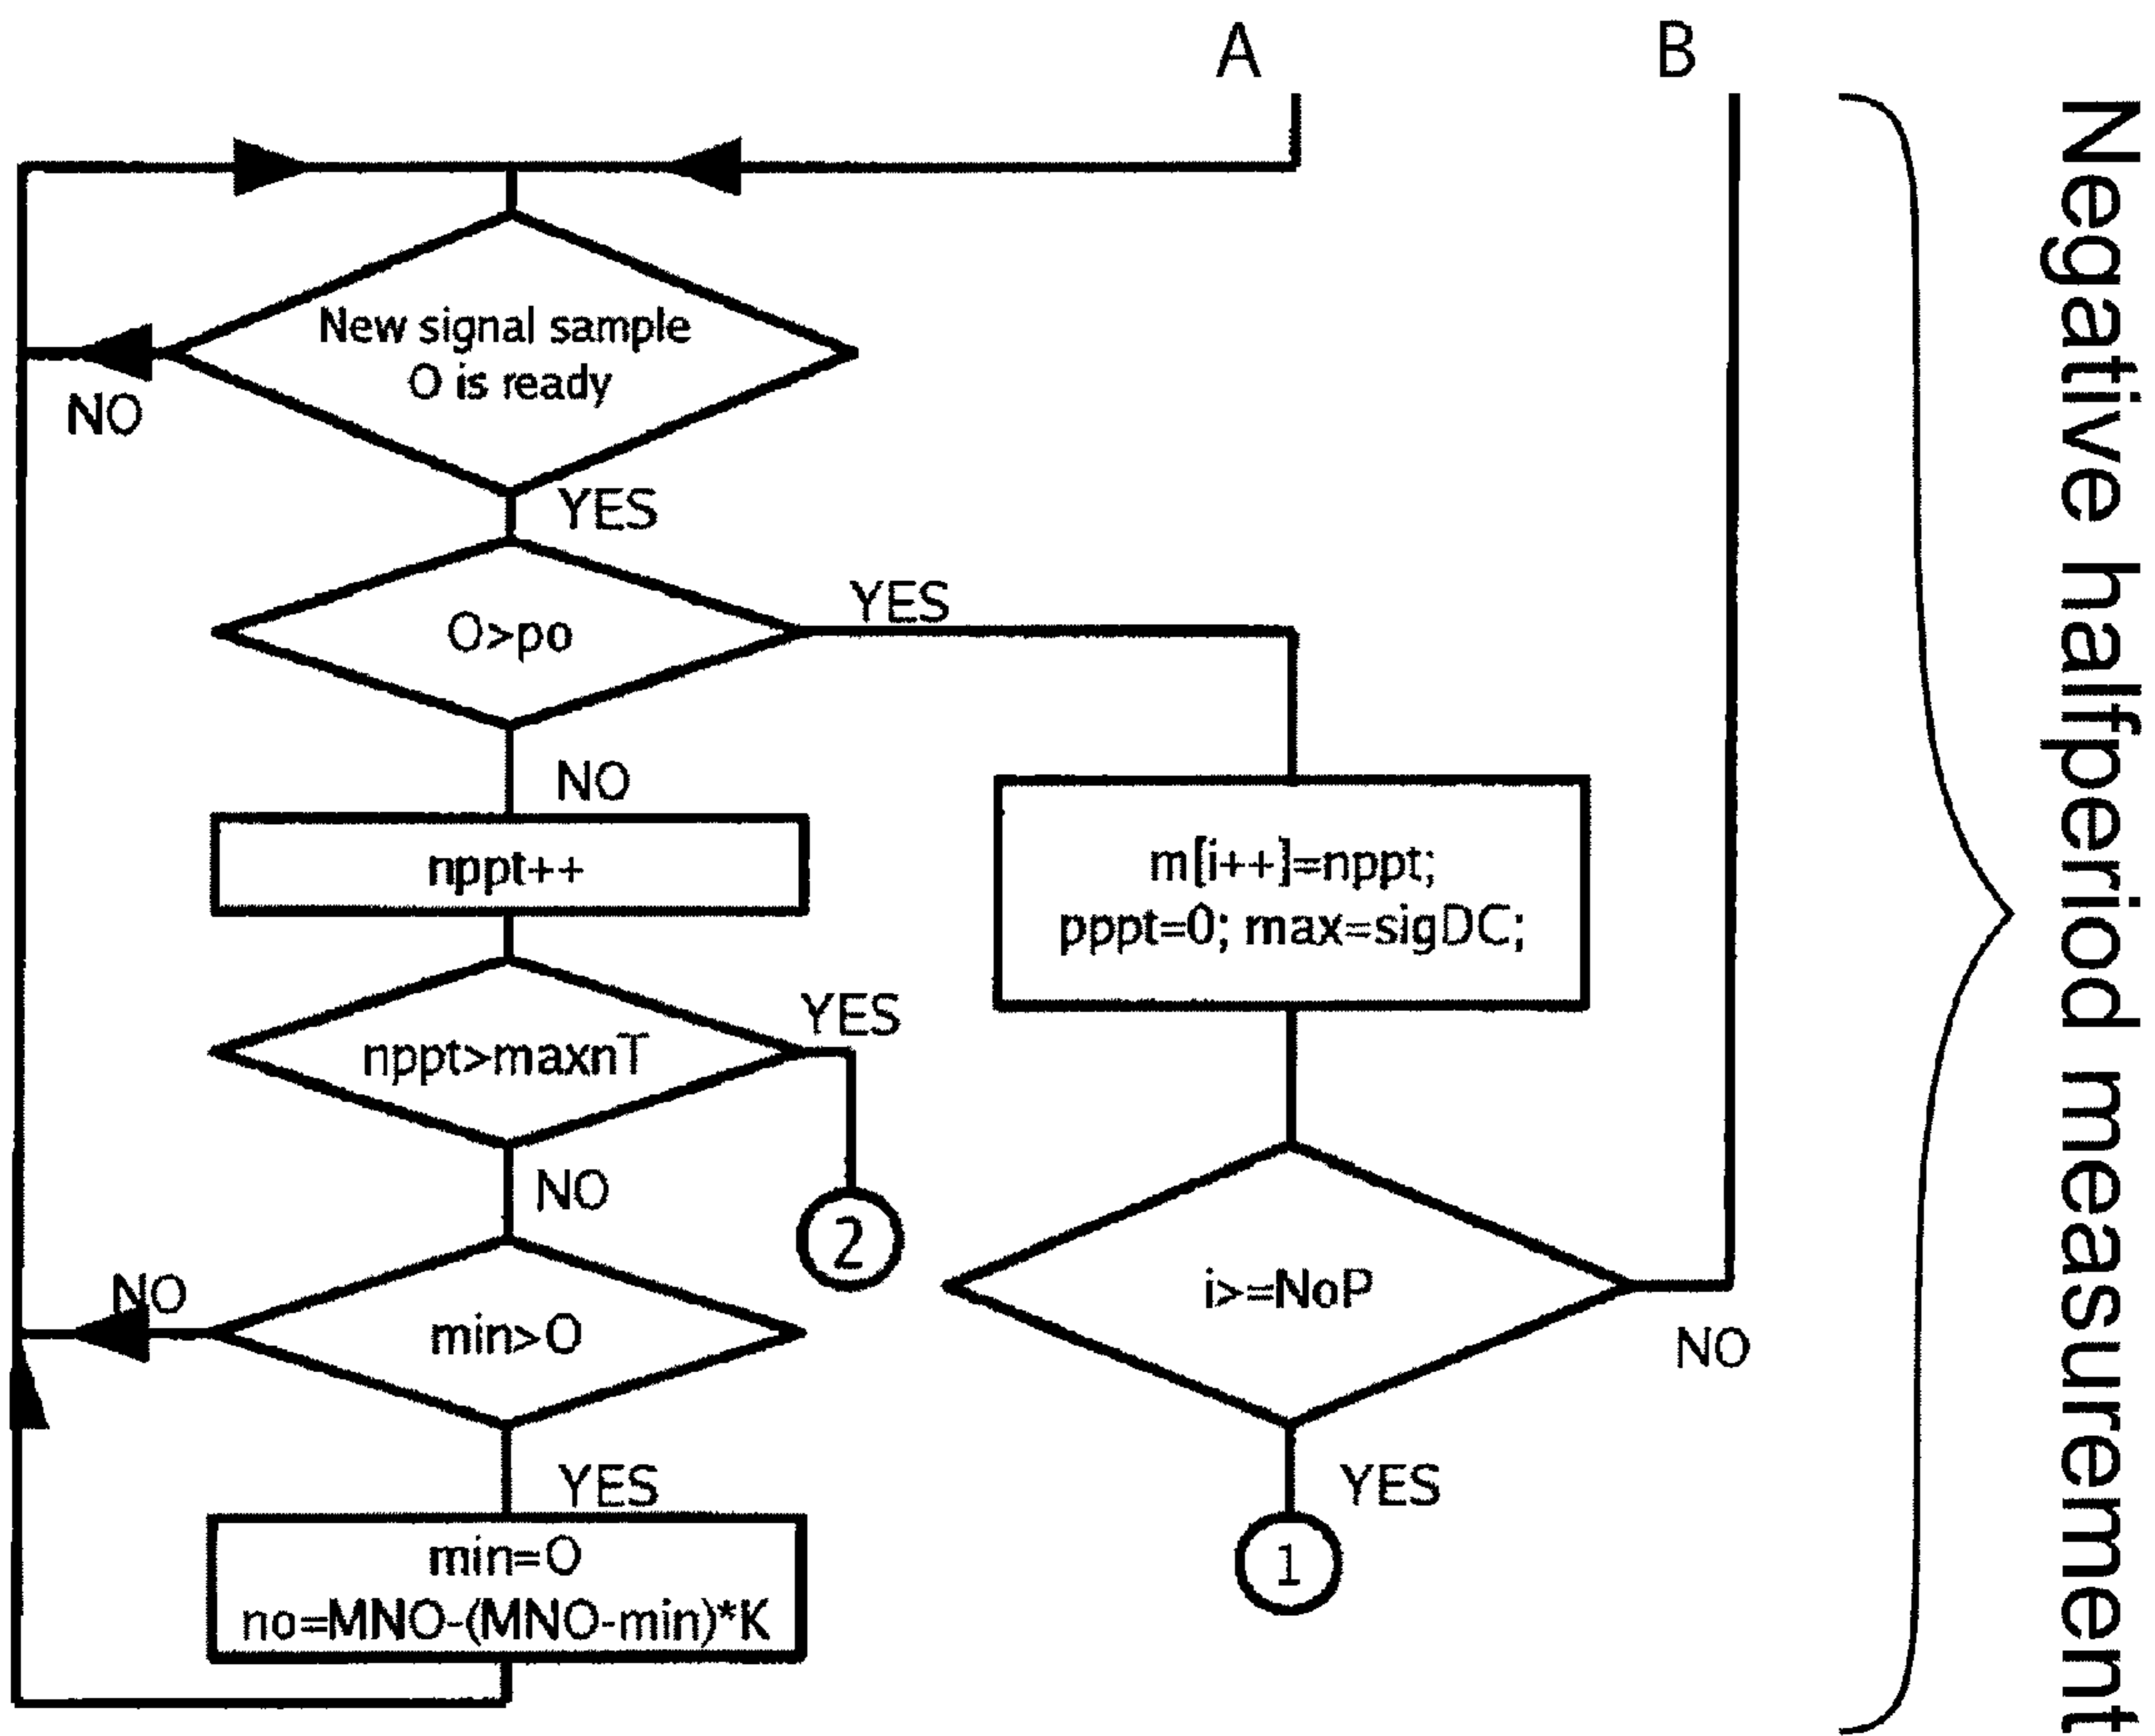 A
B
New signal sample
O is ready
NO
YES
O>po
YES
NO
nppt++
m[i++]=nppt;
pppt=0; max=sigDC;
nppt>maxnT
YES
NO
2
min>O
NO
i>=NoP
NO
YES
YES
min=O
no=MNO-(MNO-min)*K
1
Negative halfperiod measurement